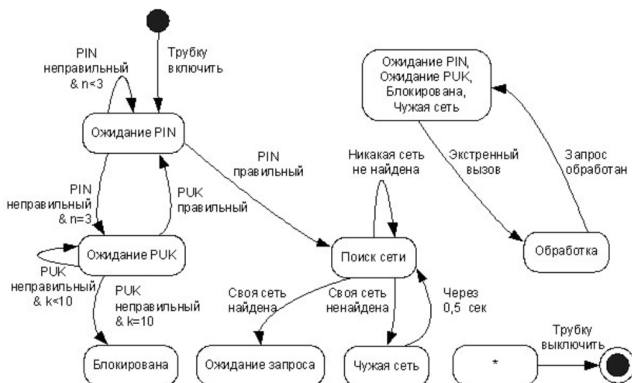 Трубку
включить
PIN
неправильный
& n<3
Ожидание PIN
PIN
неправильный
& n=3
PUK
правильный
PIN
правильный
Ожидание PUK
PUK
неправильный
& k<10
PUK
неправильный
& k=10
Блокирована
Никакая сеть
не найдена
Поиск сети
Своя сеть
найдена
Своя сеть
ненайдена
Через
0,5 сек
Ожидание запроса
Чужая сеть
Ожидание PIN,
Ожидание PUK,
Блокирована,
Чужая сеть
Экстренный
вызов
Запрос
обработан
Обработка
*
Трубку
выключить